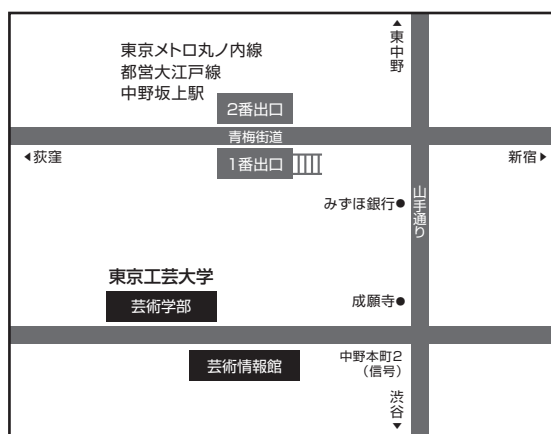 ▲東中野
東京メトロ丸ノ内線
都営大江戸線
中野坂上駅
2番出口
青梅街道
◀荻窪
1番出口
新宿▶
山手通り
みずほ銀行●
東京工芸大学
芸術学部
成願寺●
芸術情報館
中野本町2
（信号）
渋谷▼